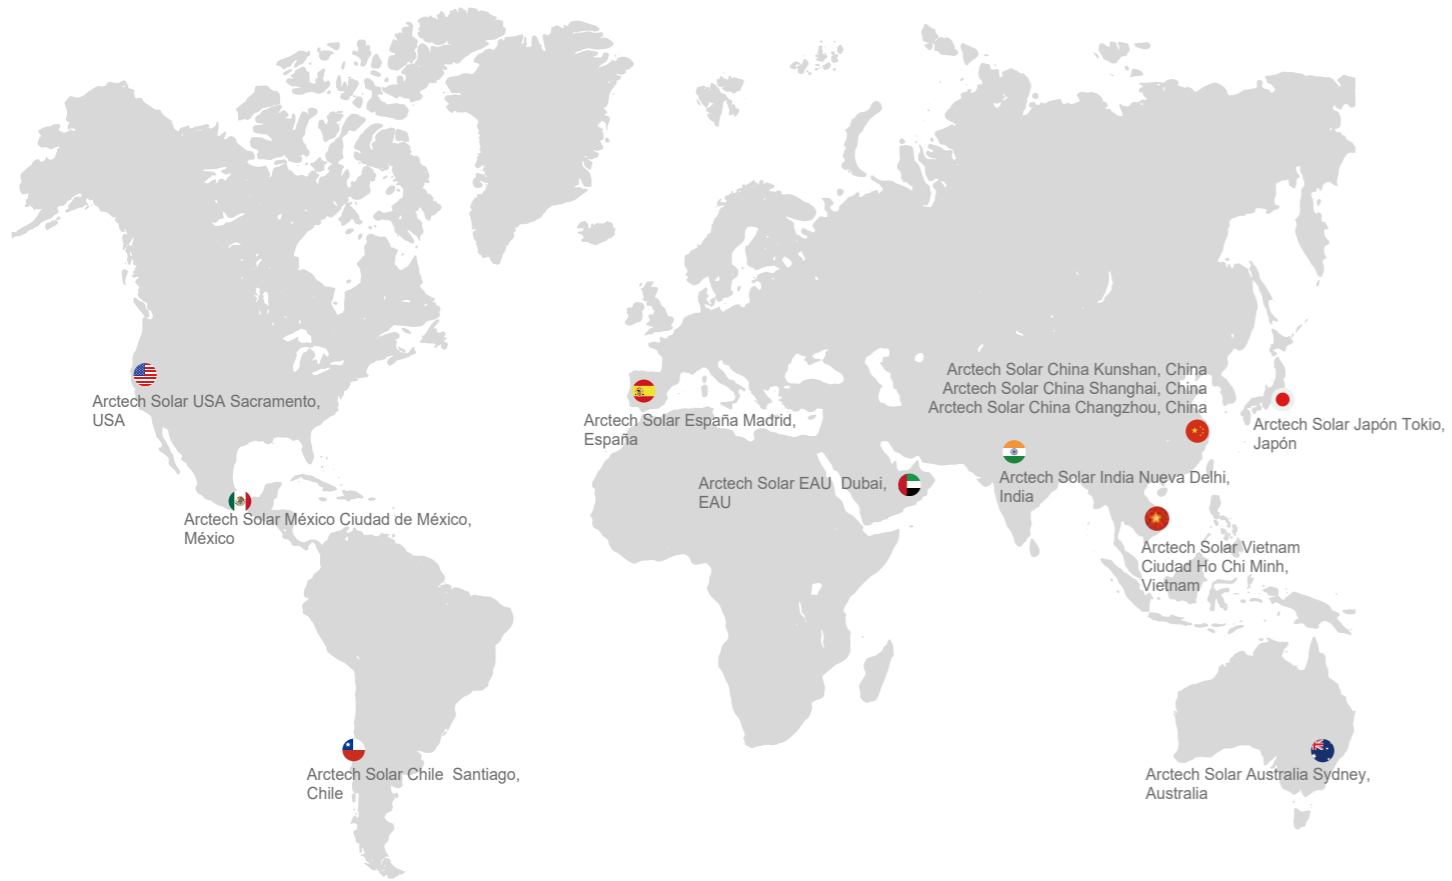 Arctech Solar China Kunshan, China
Arctech Solar China Shanghai, China
Arctech Solar China Changzhou, China
Arctech Solar USA Sacramento,
USA
Arctech Solar España Madrid,
España
Arctech Solar Japón Tokio,
Japón
Arctech Solar EAU  Dubai,
EAU
Arctech Solar India Nueva Delhi,
India
Arctech Solar México Ciudad de México,
México
Arctech Solar Vietnam
Ciudad Ho Chi Minh,
Vietnam
Arctech Solar Chile  Santiago,
Chile
Arctech Solar Australia Sydney,
Australia